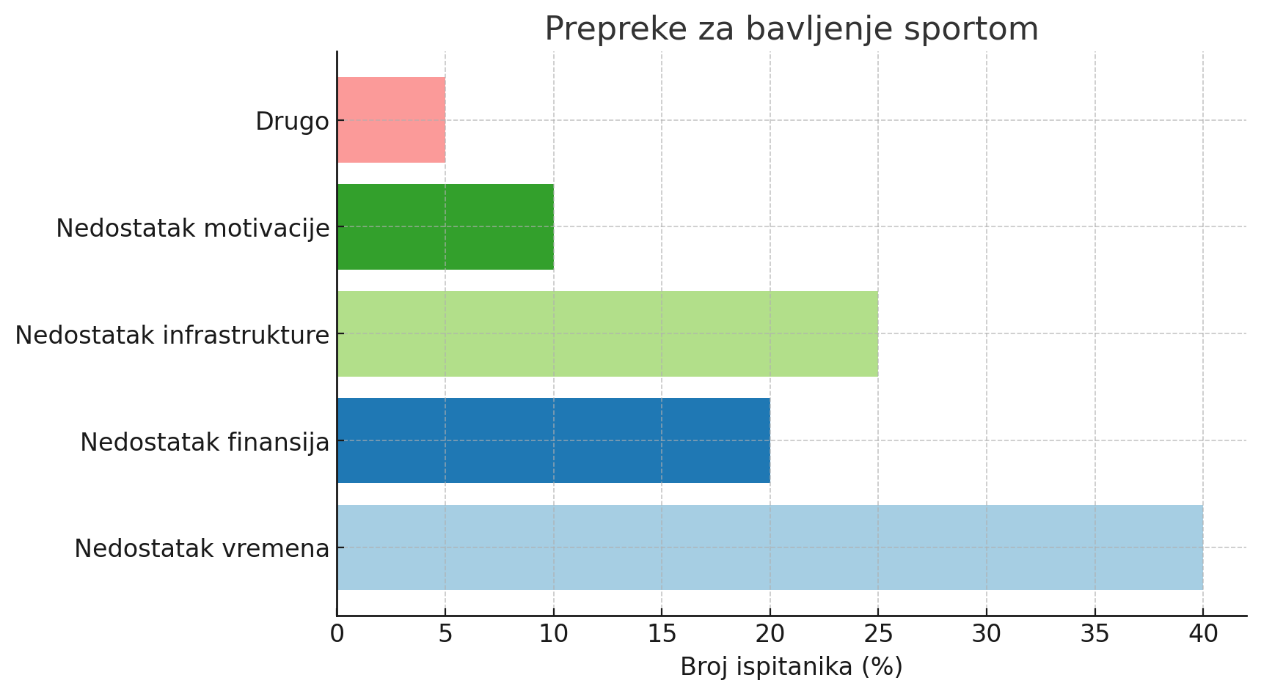 Prepreke za bavljenje sportom
Drugo
Nedostatak motivacije
Nedostatak infrastrukture
Nedostatak finansija
Nedostatak vremena
0 5 10 15 20 25 30 35 40
Broj ispitanika (%)